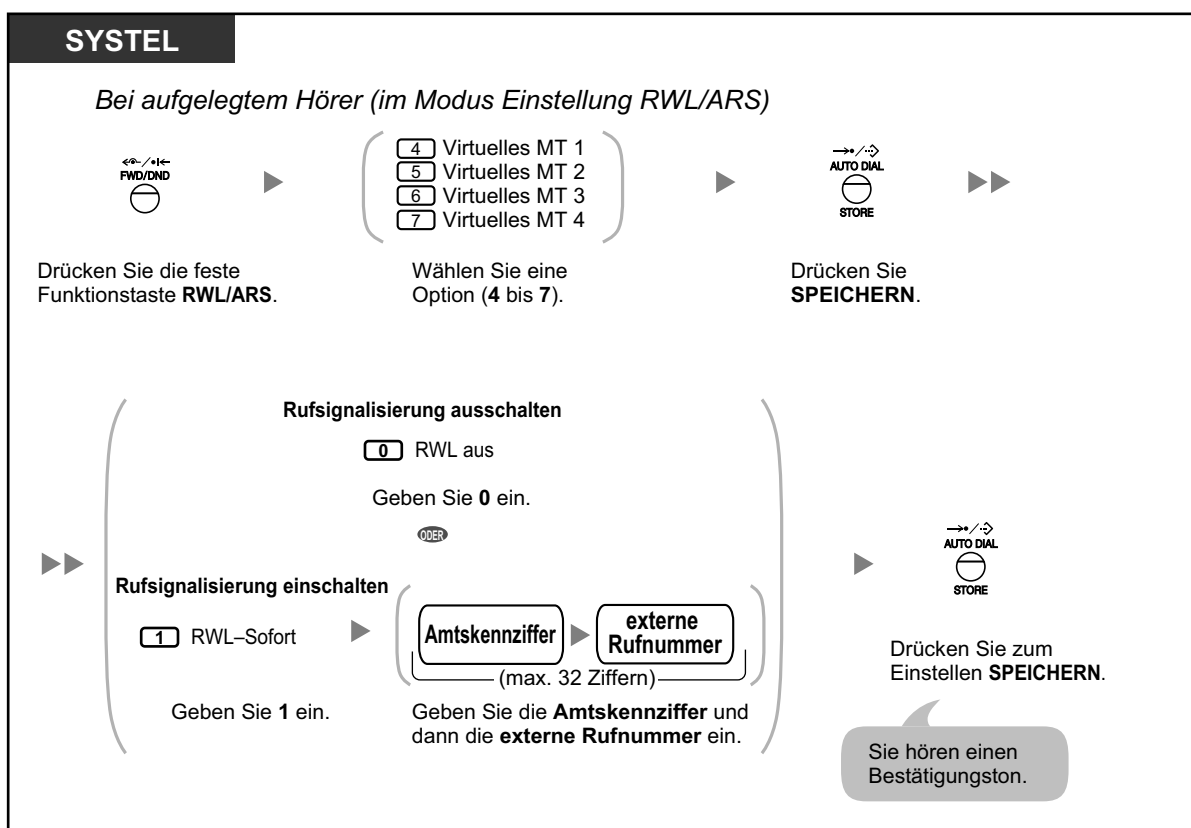 SYSTEL
Bei aufgelegtem Hörer (im Modus Einstellung RWL/ARS)
FWD/DND
4 Virtuelles MT 1
5 Virtuelles MT 2
6 Virtuelles MT 3
7 Virtuelles MT 4
AUTO DIAL
STORE
Drücken Sie die feste
Funktionstaste RWL/ARS.
Wählen Sie eine
Option (4 bis 7).
Drücken Sie
SPEICHERN.
Rufsignalisierung ausschalten
0 RWL aus
Geben Sie 0 ein.
ODER
Rufsignalisierung einschalten
1 RWL–Sofort
Amtskennziffer
externe
Rufnummer
(max. 32 Ziffern)
Geben Sie 1 ein.
Geben Sie die Amtskennziffer und
dann die externe Rufnummer ein.
AUTO DIAL
STORE
Drücken Sie zum
Einstellen SPEICHERN.
Sie hören einen
Bestätigungston.